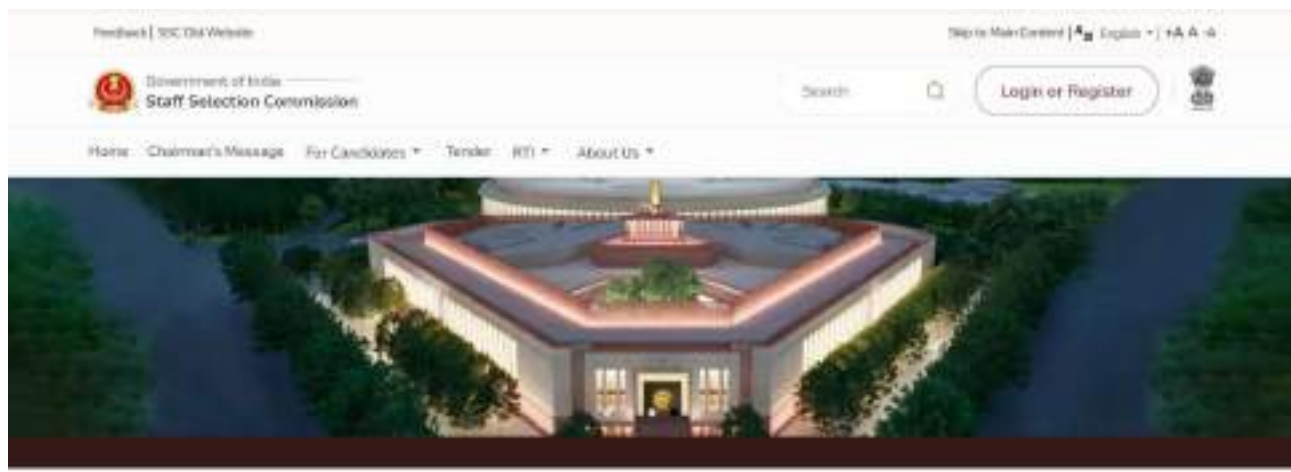 Feedback | SSC Old Website
Skip to Main Content | English | +A A -A
Government of India
Staff Selection Commission
Search
Login or Register
Home Chairman's Message For Candidates Tender RTI About Us